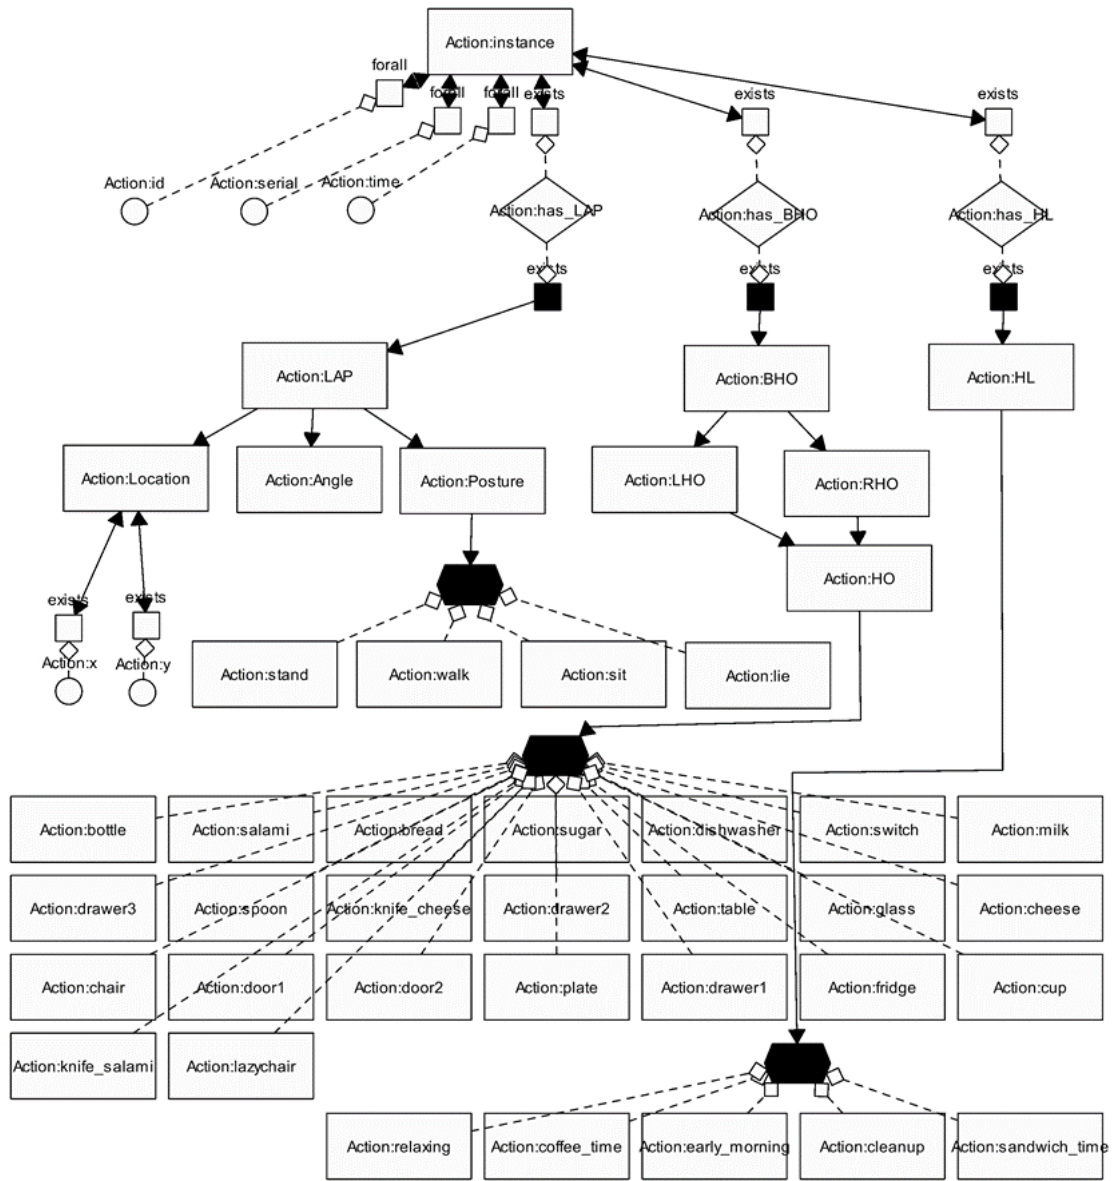 Action:instance
forall
forall
forall
exists
exists
exists
Action:id
Action:serial
Action:time
Action:has_LAP
Action:has_BHO
Action:has_HL
exists
exists
exists
Action:LAP
Action:BHO
Action:HL
Action:Location
Action:Angle
Action:Posture
Action:LHO
Action:RHO
Action:HO
exists
exists
Action:x
Action:y
Action:stand
Action:walk
Action:sit
Action:lie
Action:bottle
Action:salami
Action:bread
Action:sugar
Action:dishwasher
Action:switch
Action:milk
Action:drawer3
Action:spoon
Action:knife_cheese
Action:drawer2
Action:table
Action:glass
Action:cheese
Action:chair
Action:door1
Action:door2
Action:plate
Action:drawer1
Action:fridge
Action:cup
Action:knife_salami
Action:lazychair
Action:relaxing
Action:coffee_time
Action:early_morning
Action:cleanup
Action:sandwich_time